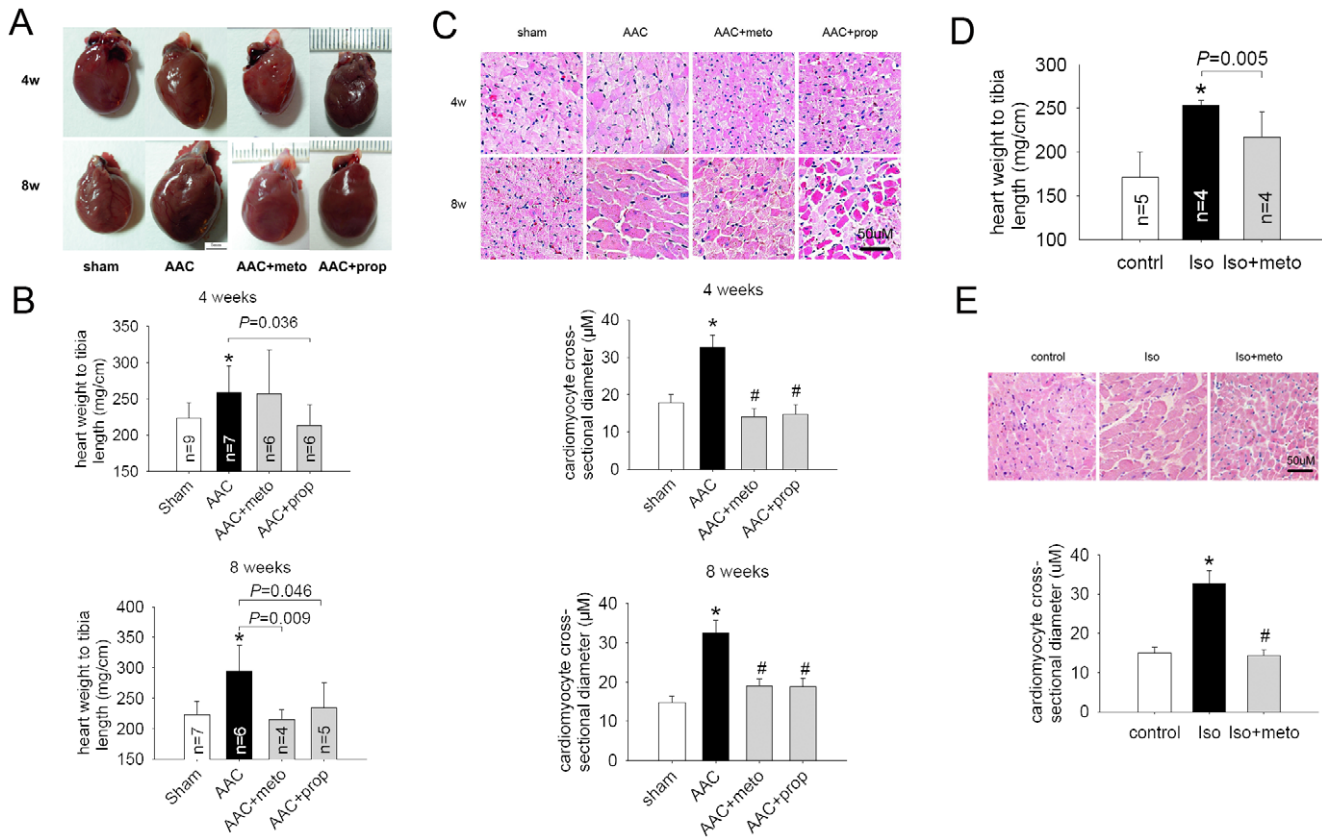 A
4w
8w
sham AAC AAC+meto AAC+prop
B
4 weeks
heart weight to tibia
length (mg/cm)
350
300
250
200
150
P=0.036
*
n=9
n=7
n=6
n=6
Sham
AAC
AAC+meto
AAC+prop
8 weeks
heart weight to tibia
length (mg/cm)
400
350
300
250
200
150
P=0.046
P=0.009
*
n=7
n=6
n=4
n=5
Sham
AAC
AAC+meto
AAC+prop
C
sham AAC AAC+meto AAC+prop
4w
8w
50uM
4 weeks
cardiomyocyte cross-
sectional diameter (µM)
40
30
20
10
0
*
#
#
sham
AAC
AAC+meto
AAC+prop
8 weeks
cardiomyocyte cross-
sectional diameter (µM)
40
30
20
10
0
*
#
#
sham
AAC
AAC+meto
AAC+prop
D
heart weight to tibia
length (mg/cm)
300
250
200
150
100
P=0.005
*
n=5
n=4
n=4
contrl Iso Iso+meto
E
control Iso Iso+meto
50uM
cardiomyocyte cross-
sectional diameter (uM)
40
30
20
10
0
*
#
control Iso Iso+meto